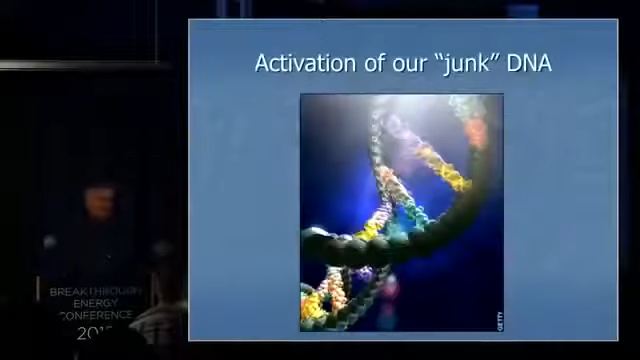 Activation of our “junk” DNA
BREAKTHROUGH
ENERGY
CONFERENCE
GETTY